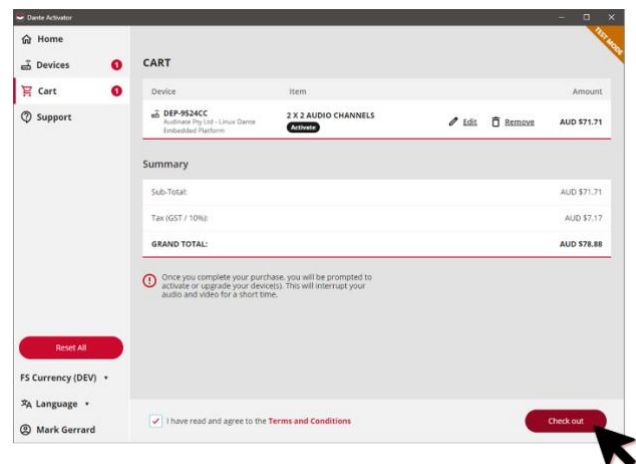 Dante Activator
TEST MODE
Home
Devices 1
Cart 1
Support
CART
Device Item Amount
DEP-9524CC 2 X 2 AUDIO CHANNELS Edit Remove AUD $71.71
Audinate Pty Ltd - Linux Dante Activate
Embedded Platform
Summary
Sub-Total: AUD $71.71
Tax (GST / 10%): AUD $7.17
GRAND TOTAL: AUD $78.88
Once you complete your purchase, you will be prompted to
activate or upgrade your device(s). This will interrupt your
audio and video for a short time.
Reset All
FS Currency (DEV)
Language
Mark Gerrard
I have read and agree to the Terms and Conditions
Check out